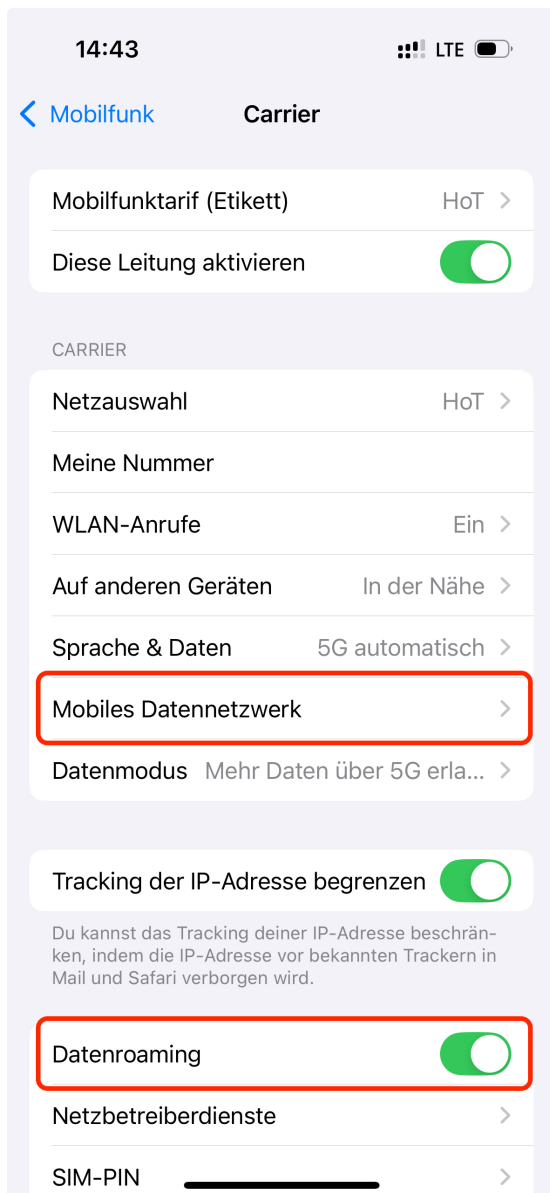 14:43 LTE
Mobilfunk Carrier
Mobilfunktarif (Etikett) HoT
Diese Leitung aktivieren
CARRIER
Netzauswahl HoT
Meine Nummer
WLAN-Anrufe Ein
Auf anderen Geräten In der Nähe
Sprache & Daten 5G automatisch
Mobiles Datennetzwerk
Datenmodus Mehr Daten über 5G erla...
Tracking der IP-Adresse begrenzen
Du kannst das Tracking deiner IP-Adresse beschrän-
ken, indem die IP-Adresse vor bekannten Trackern in
Mail und Safari verborgen wird.
Datenroaming
Netzbetreiberdienste
SIM-PIN